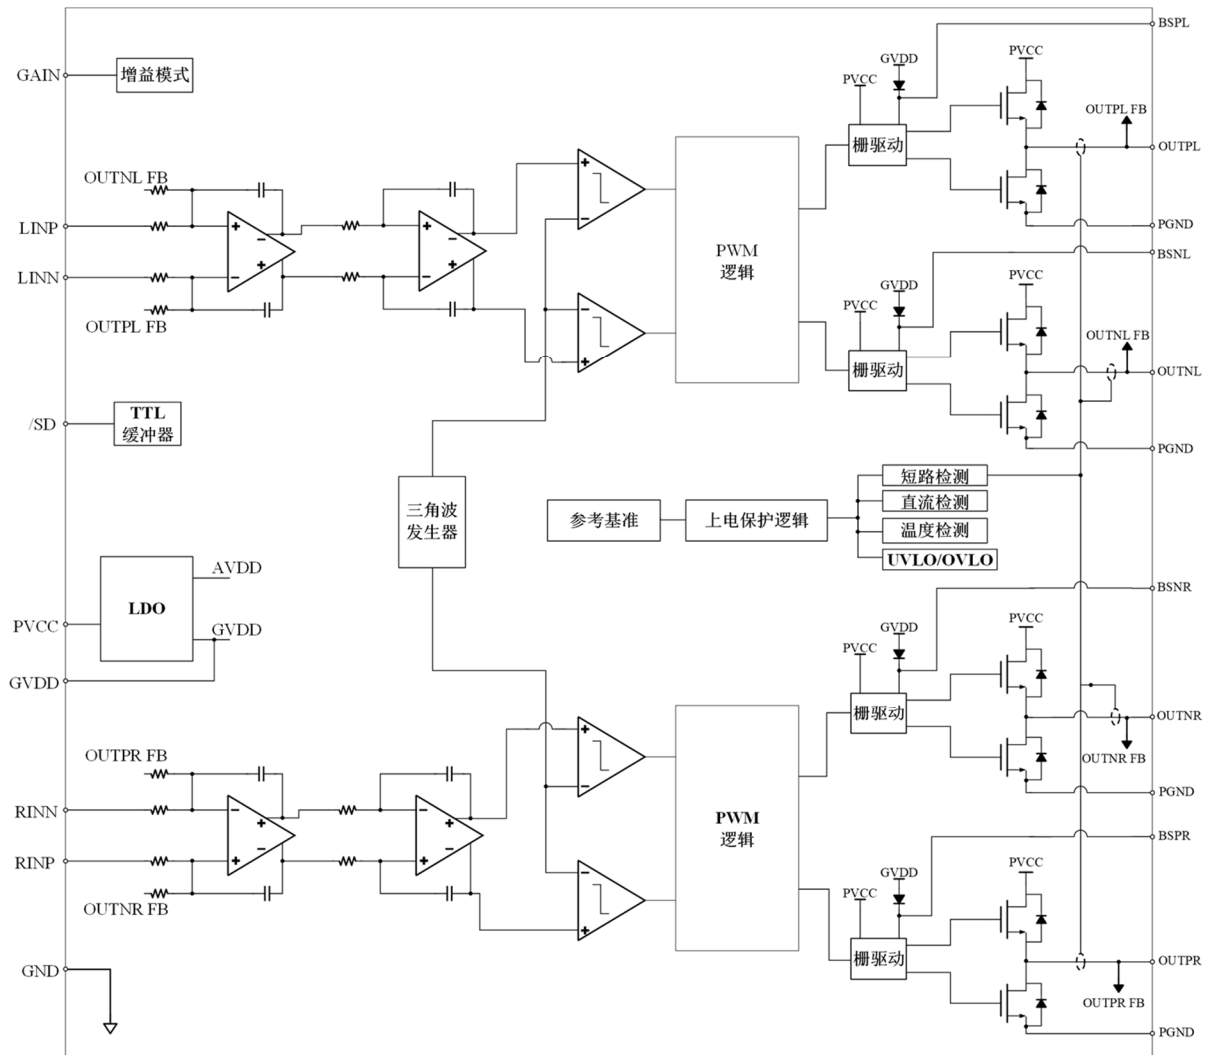 BSPL
PVCC
GVDD
GAIN
增益模式
PVCC
OUTPL FB
栅驱动
OUTPL
OUTNL FB
LINP
PGND
PWM
逻辑
BSNL
LINN
PVCC
GVDD
PVCC
OUTPL FB
OUTNL FB
栅驱动
OUTNL
/SD
TTL
缓冲器
PGND
短路检测
三角波
发生器
参考基准
上电保护逻辑
直流检测
温度检测
UVLO/OVLO
AVDD
LDO
BSNR
PVCC
GVDD
PVCC
GVDD
PVCC
GVDD
栅驱动
OUTNR
OUTPR FB
OUTNR FB
RINN
PGND
PWM
逻辑
BSPR
RINP
PVCC
GVDD
PVCC
OUTNR FB
栅驱动
OUTPR
GND
OUTPR FB
PGND